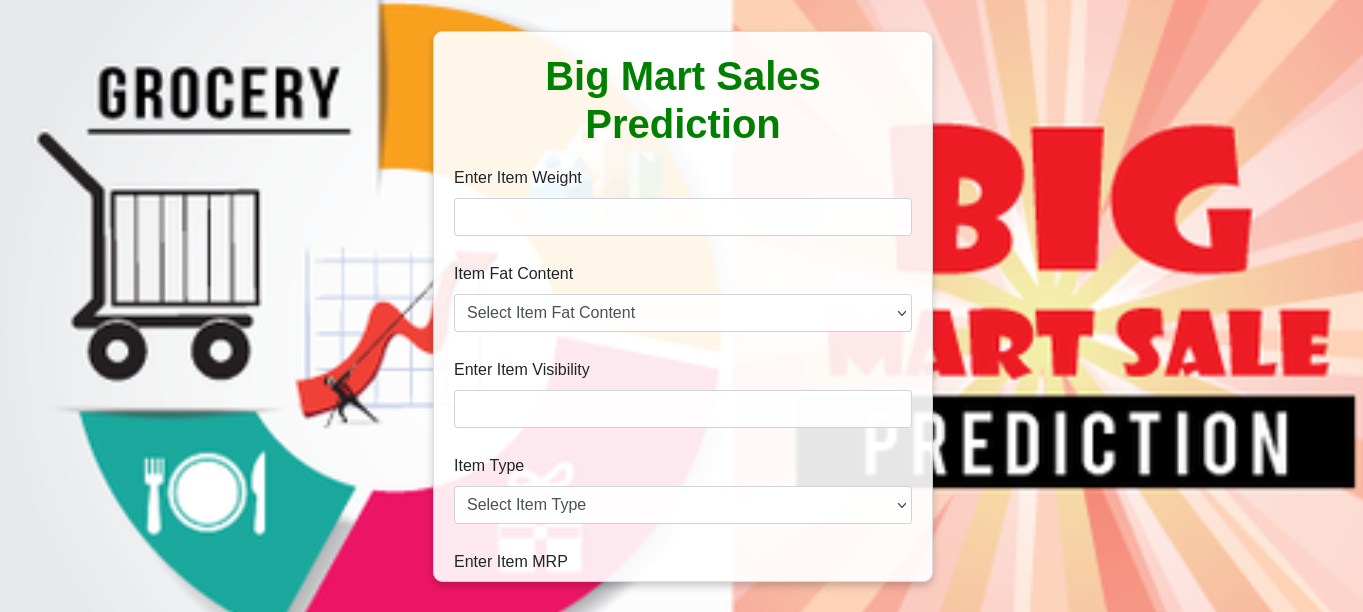 GROCERY
Big Mart Sales
Prediction
Enter Item Weight
Item Fat Content
Select Item Fat Content
Enter Item Visibility
Item Type
Select Item Type
Enter Item MRP
BIG
MART SALE
PREDICTION